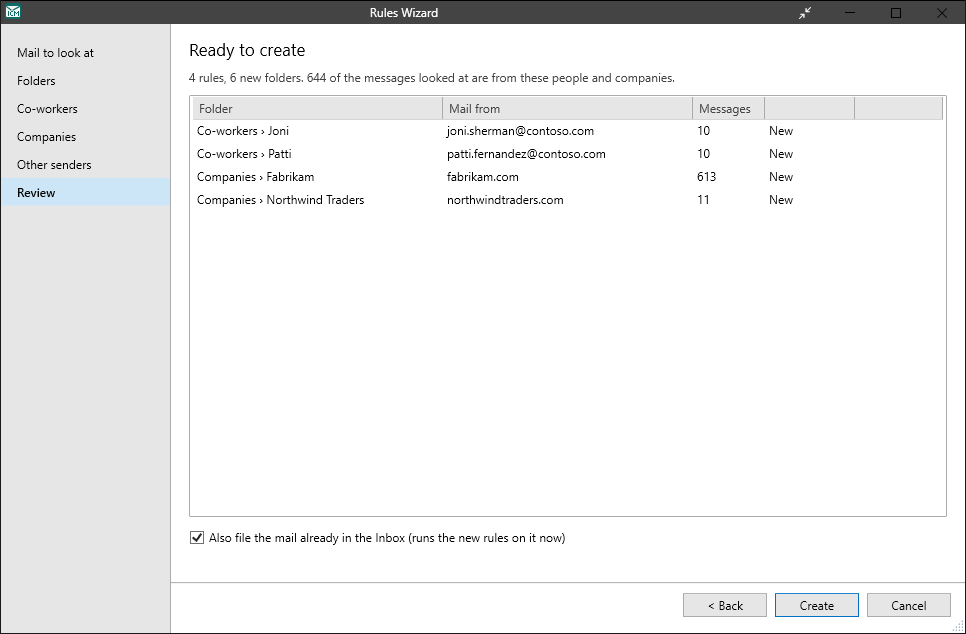 ICM
Rules Wizard
Mail to look at
Folders
Co-workers
Companies
Other senders
Review
Ready to create
4 rules, 6 new folders. 644 of the messages looked at are from these people and companies.
Folder Mail from Messages
Co-workers › Joni joni.sherman@contoso.com 10 New
Co-workers › Patti patti.fernandez@contoso.com 10 New
Companies › Fabrikam fabrikam.com 613 New
Companies › Northwind Traders northwindtraders.com 11 New
Also file the mail already in the Inbox (runs the new rules on it now)
< Back Create Cancel